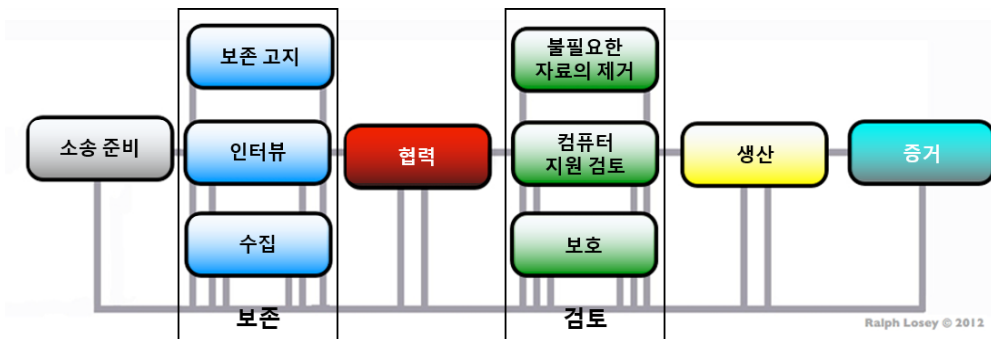 소송 준비
보존 고지
인터뷰
수집
보존
협력
불필요한
자료의 제거
컴퓨터
지원 검토
보호
검토
생산
증거
Ralph Losey © 2012